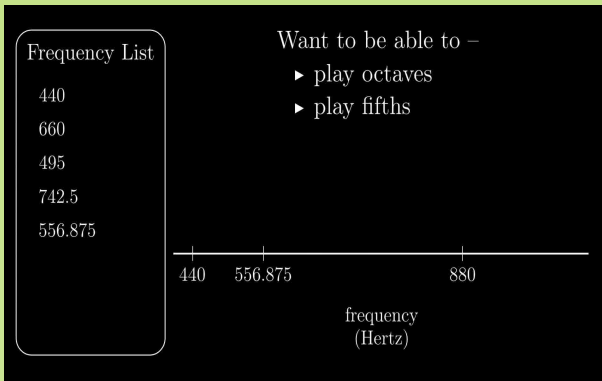 Frequency List
440
660
495
742.5
556.875
Want to be able to –
▸ play octaves
▸ play fifths
440 556.875 880
frequency
(Hertz)